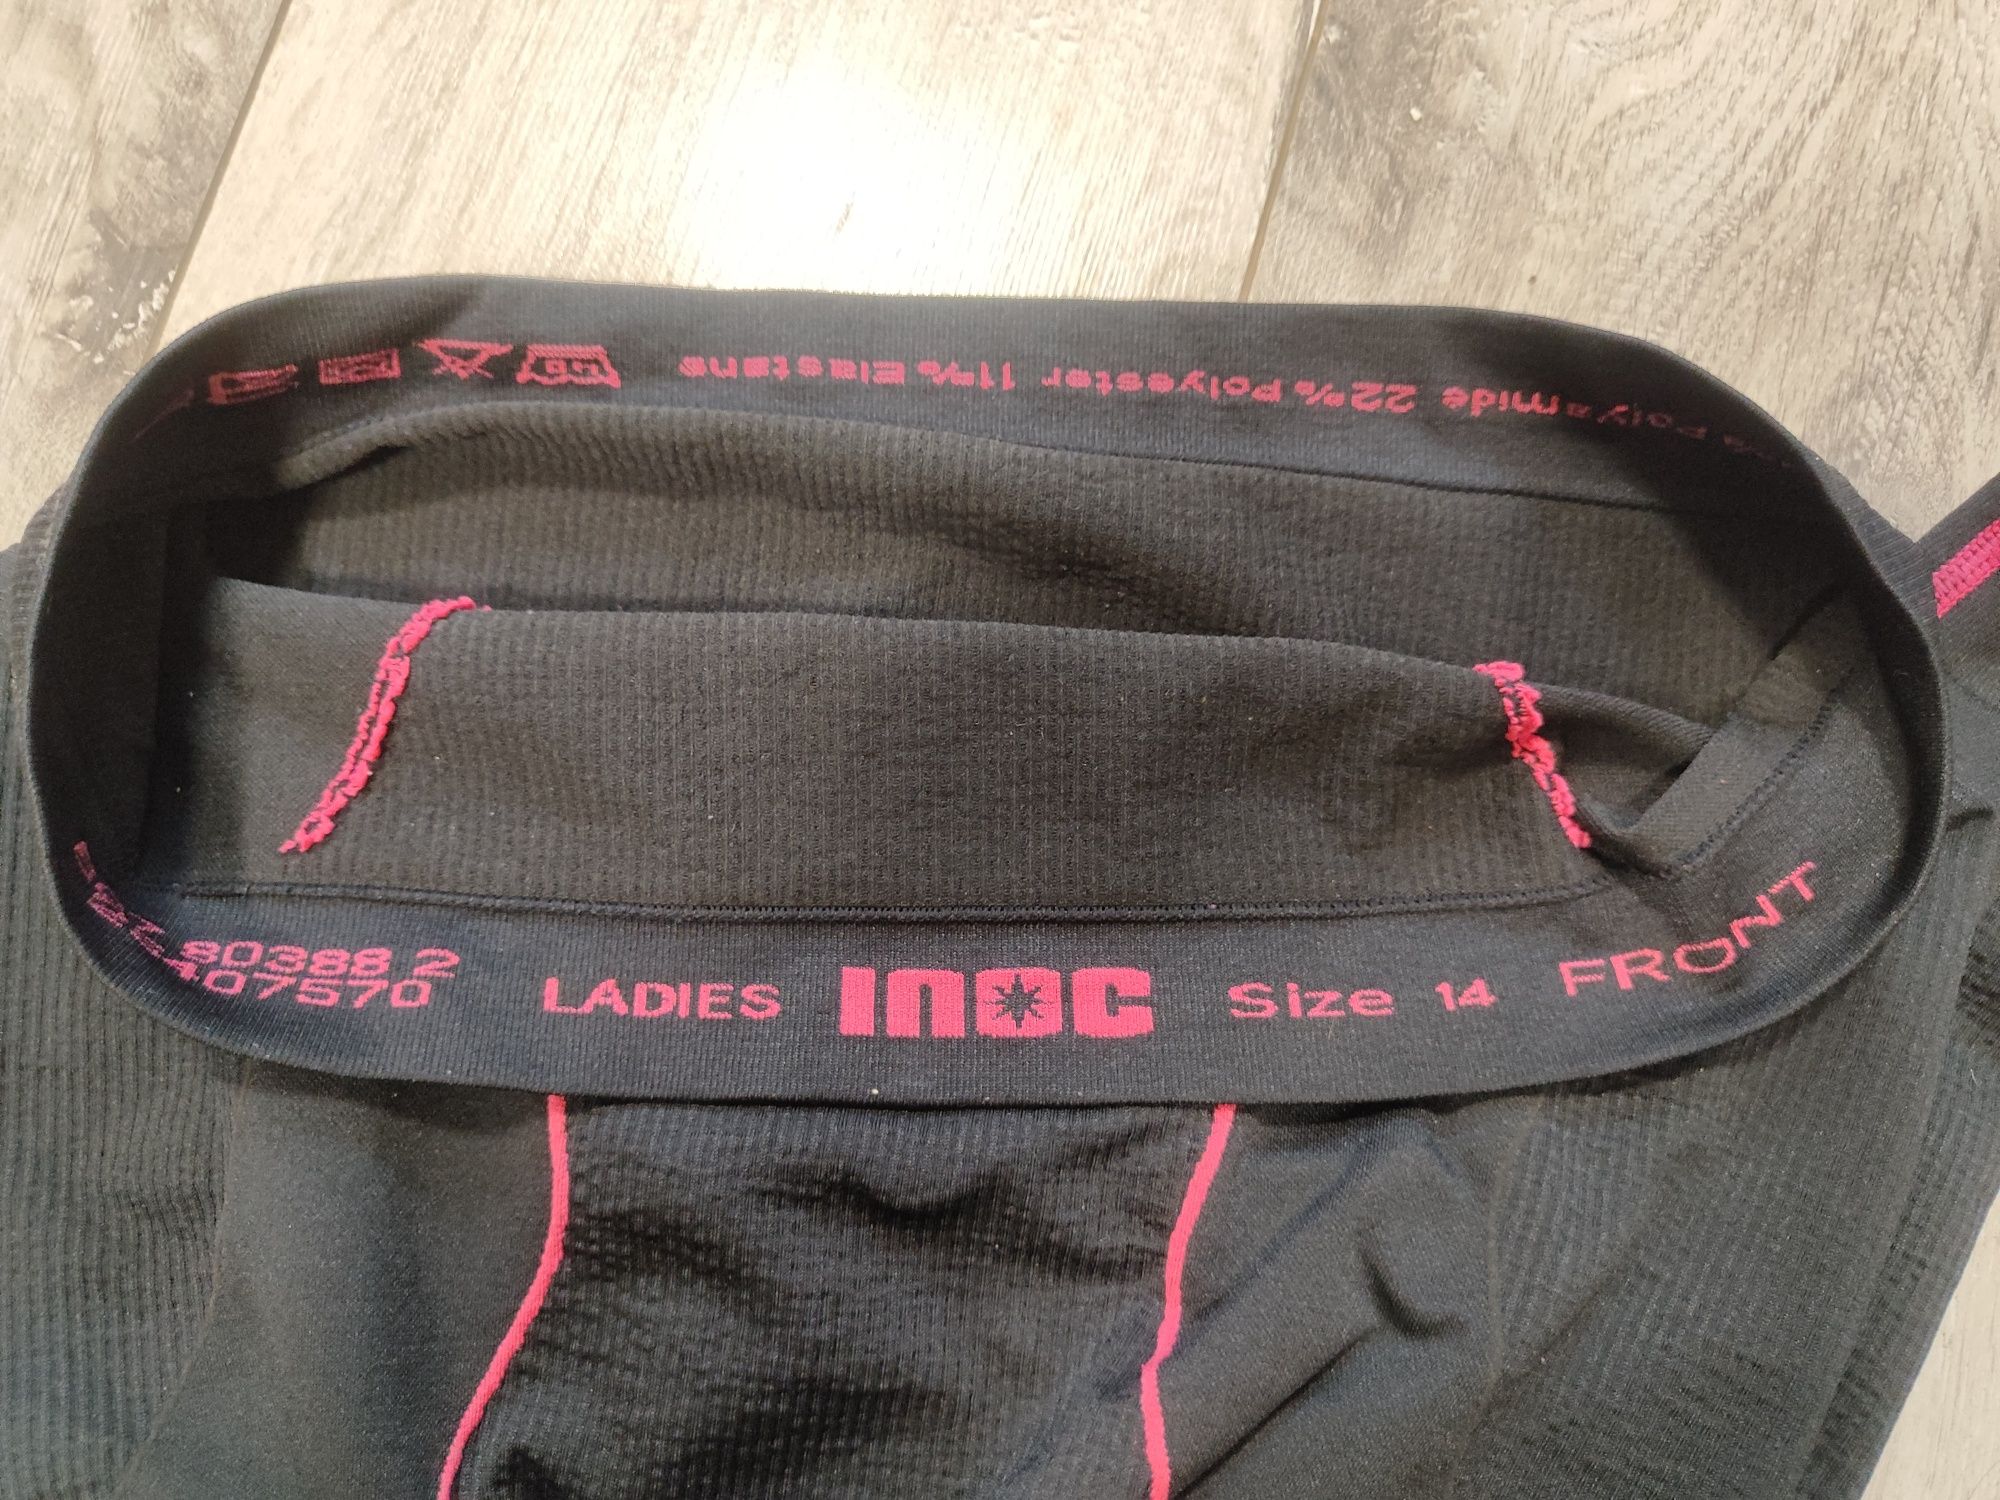 Polyamide 22% Polyester 11% Elastane
80388 2
407570
LADIES INOC Size 14 FRONT